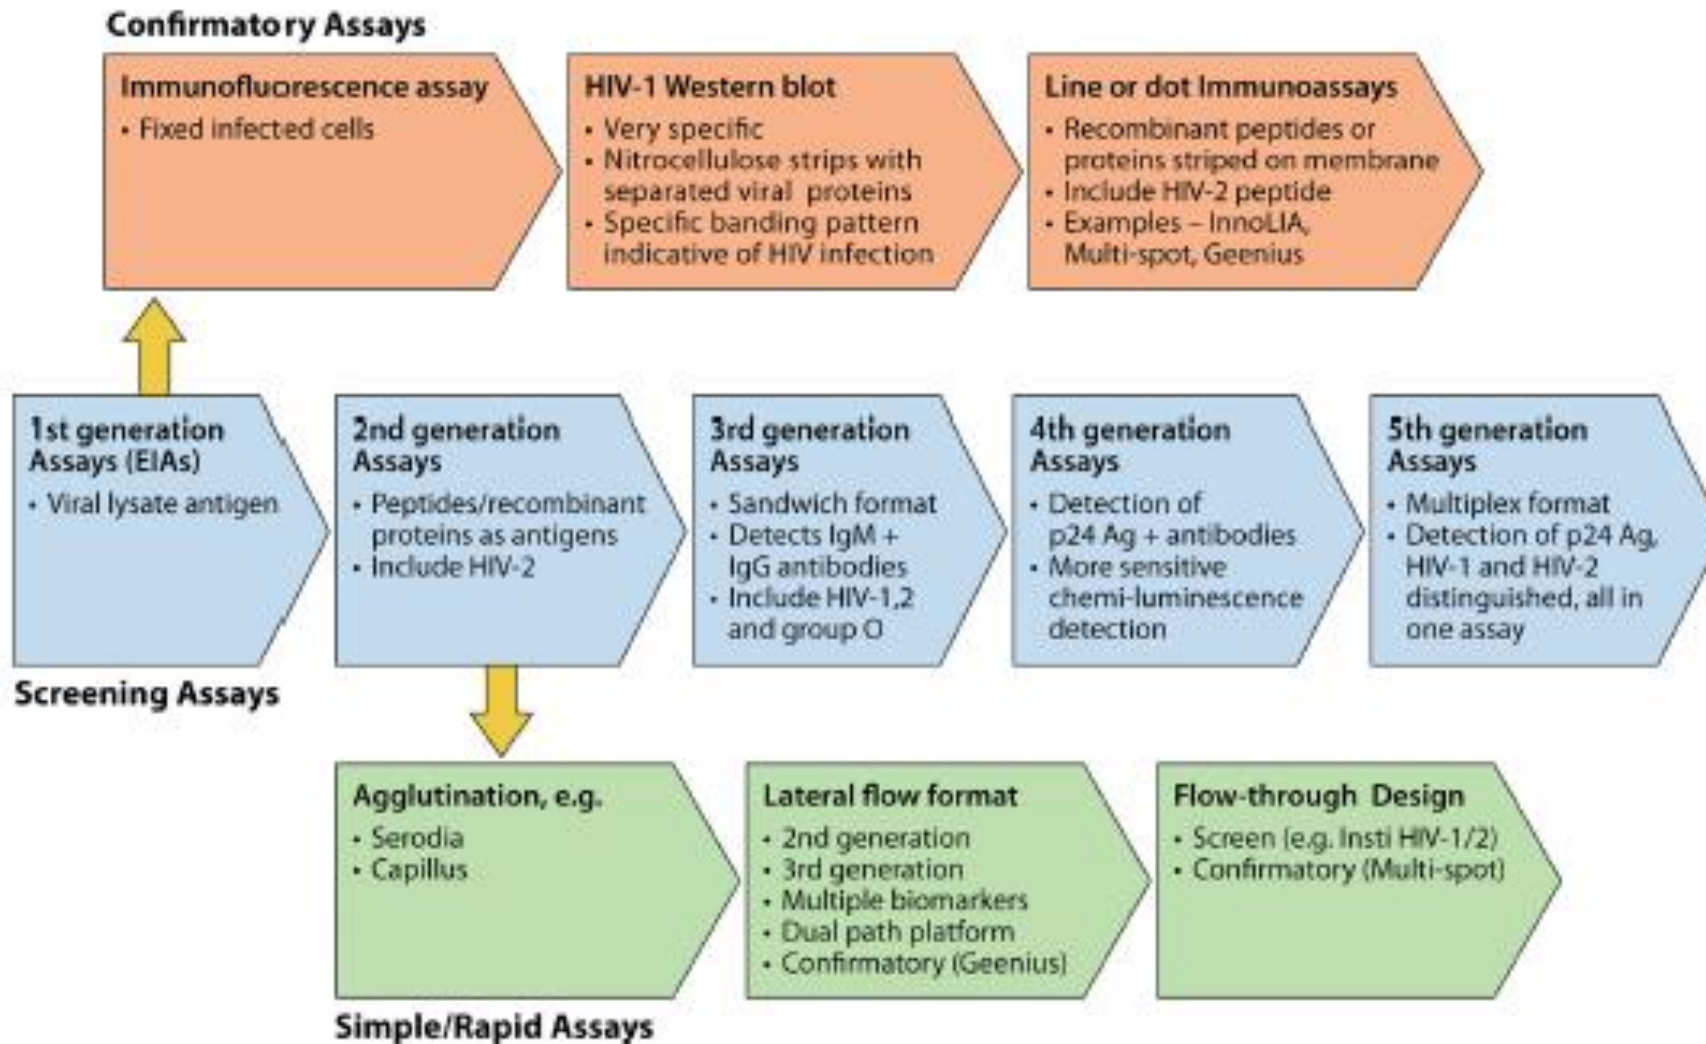 Confirmatory Assays
Immunofluorescence assay
• Fixed infected cells
HIV-1 Western blot
• Very specific
• Nitrocellulose strips with
separated viral proteins
• Specific banding pattern
indicative of HIV infection
Line or dot Immunoassays
• Recombinant peptides or
proteins striped on membrane
• Include HIV-2 peptide
• Examples – InnoLIA,
Multi-spot, Geenius
1st generation
Assays (EIAs)
• Viral lysate antigen
2nd generation
Assays
• Peptides/recombinant
proteins as antigens
• Include HIV-2
3rd generation
Assays
• Sandwich format
• Detects IgM +
IgG antibodies
• Include HIV-1,2
and group O
4th generation
Assays
• Detection of
p24 Ag + antibodies
• More sensitive
chemi-luminescence
detection
5th generation
Assays
• Multiplex format
• Detection of p24 Ag,
HIV-1 and HIV-2
distinguished, all in
one assay
Screening Assays
Agglutination, e.g.
• Serodia
• Capillus
Lateral flow format
• 2nd generation
• 3rd generation
• Multiple biomarkers
• Dual path platform
• Confirmatory (Geenius)
Flow-through Design
• Screen (e.g. Insti HIV-1/2)
• Confirmatory (Multi-spot)
Simple/Rapid Assays